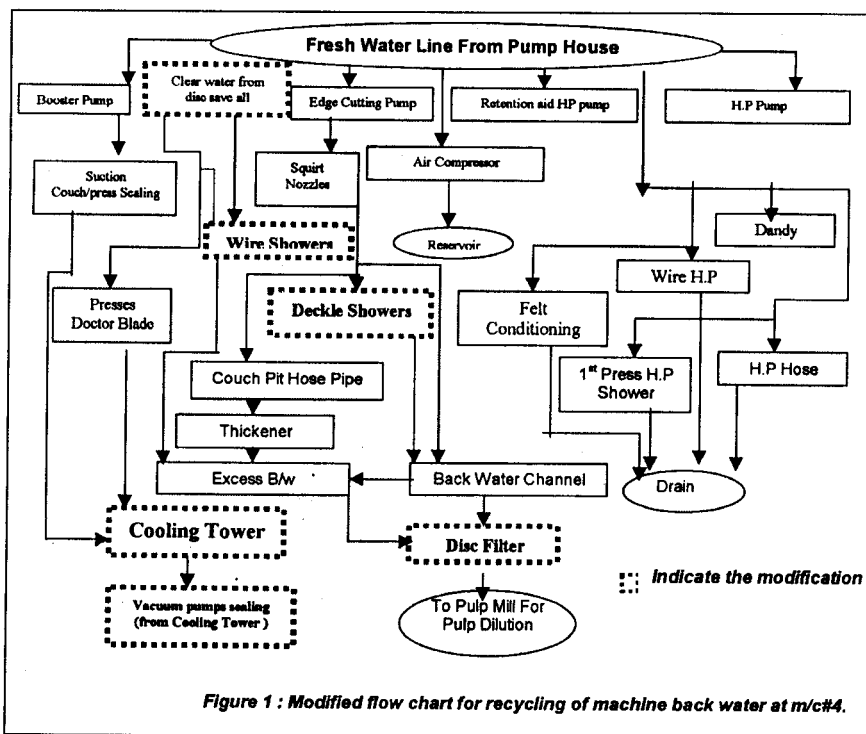 Fresh Water Line From Pump House
Booster Pump
Clear water from
disc save all
Edge Cutting Pump
Retention aid HP pump
H.P Pump
Suction
Couch/press Sealing
Squirt
Nozzles
Air Compressor
Reservoir
Dandy
Wire Showers
Wire H.P
Presses
Doctor Blade
Deckle Showers
Felt
Conditioning
Couch Pit Hose Pipe
1st Press H.P
Shower
H.P Hose
Thickener
Excess B/w
Back Water Channel
Drain
Cooling Tower
Disc Filter
Indicate the modification
Vacuum pumps sealing
(from Cooling Tower )
To Pulp Mill For
Pulp Dilution
Figure 1 : Modified flow chart for recycling of machine back water at m/c#4.